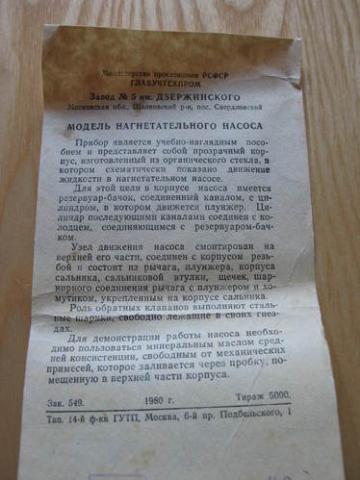 Министерство просвещения РСФСР
ГЛАВУЧТЕХПРОМ
Завод № 5 им. ДЗЕРЖИНСКОГО
Московская обл., Щелковский р-н, пос. Свердловский
МОДЕЛЬ НАГНЕТАТЕЛЬНОГО НАСОСА
Прибор является учебно-наглядным посо-
бием и представляет собой прозрачный кор-
пус, изготовленный из органического стекла, в
котором схематически показано движение
жидкости в нагнетательном насосе.
Для этой цели в корпусе насоса имеется
резервуар-бачок, соединенный каналом, с ци-
линдром, в котором движется плунжер. Ци-
линдр последующими каналами соединен с ко-
лодцем, соединяющимся с резервуаром-бач-
ком.
Узел движения насоса смонтирован на
верхней его части, соединен с корпусом резь-
бой и состоит из рычага, плунжера, корпуса
сальника, сальниковой втулки, щечек, шар-
нирного соединения рычага с плунжером и хо-
мутиком, укрепленным на корпусе сальника.
Роль обратных клапанов выполняют сталь-
ные шарики, свободно лежащие в своих гнез-
дах.
Для демонстрации работы насоса необхо-
димо пользоваться минеральным маслом сред-
ней консистенции, свободным от механических
примесей, которое заливается через пробку, по-
мещенную в верхней части корпуса.
Зак. 549. 1980 г. Тираж 5000.
Тип. 14 ф-ки ГУТП, Москва, 6-й пр. Подбельского, 1